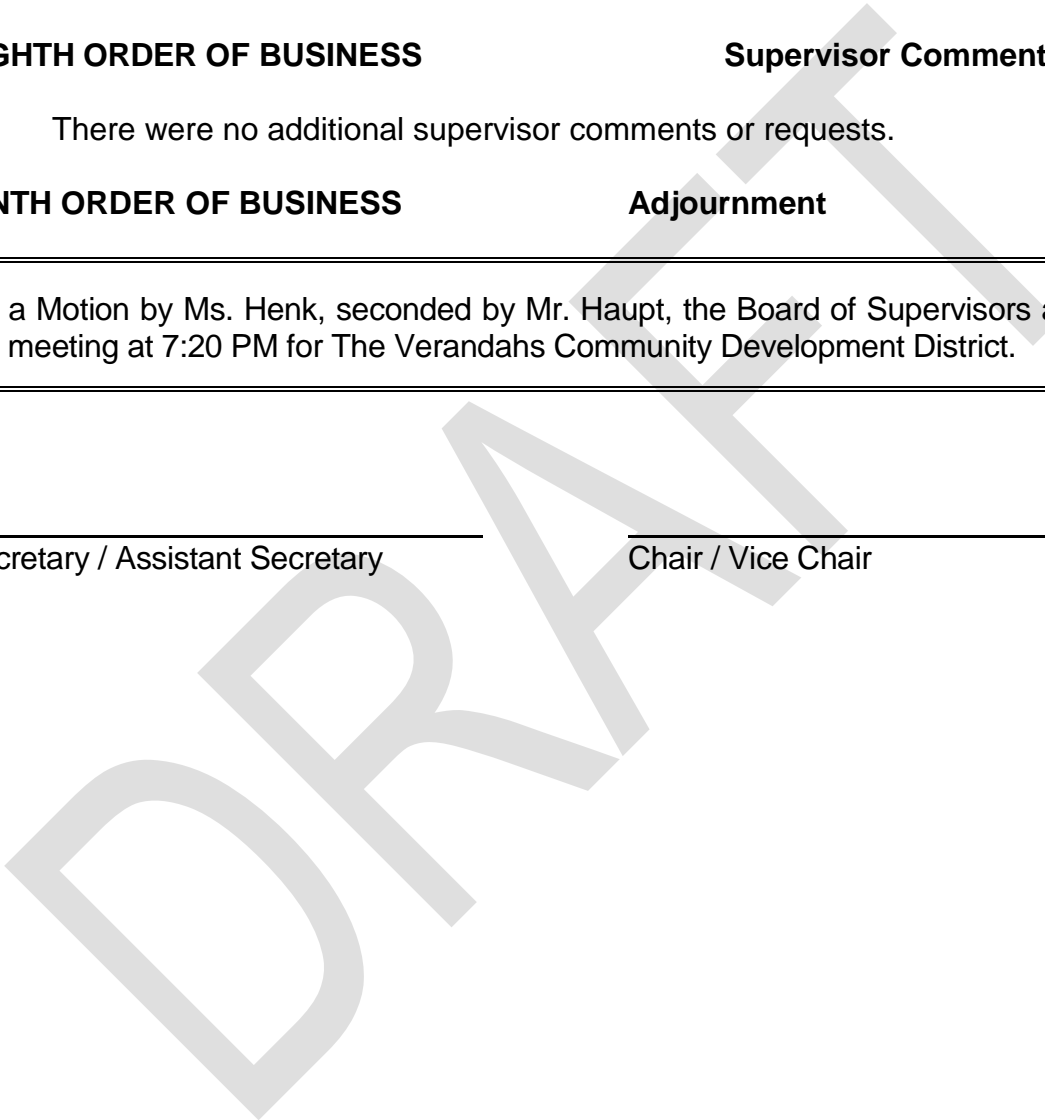 GHTH ORDER OF BUSINESS Supervisor Comment
There were no additional supervisor comments or requests.
NTH ORDER OF BUSINESS Adjournment
a Motion by Ms. Henk, seconded by Mr. Haupt, the Board of Supervisors a
meeting at 7:20 PM for The Verandahs Community Development District.
cretary / Assistant Secretary Chair / Vice Chair
DRAFT